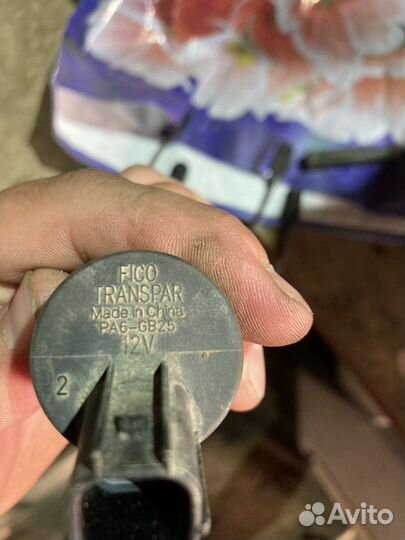 FICO
TRANSPAR
Made in China
PA6-GB25
12V
2
Avito